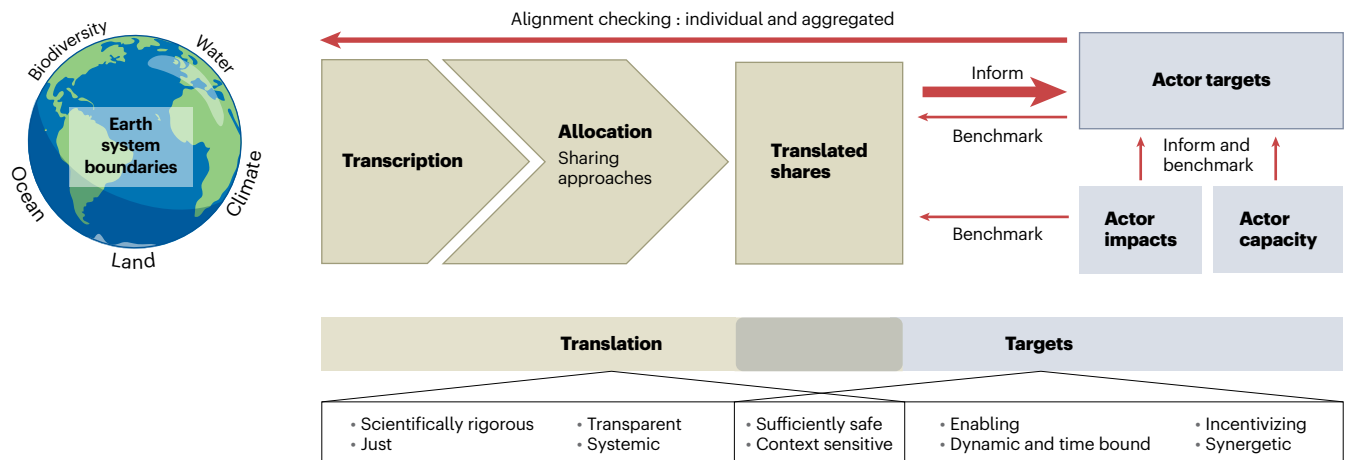 Alignment checking : individual and aggregated
Biodiversity
Water
Earth
system
boundaries
Ocean
Climate
Land
Transcription
Allocation
Sharing
approaches
Translated
shares
Inform
Benchmark
Benchmark
Actor targets
Inform and
benchmark
Actor
impacts
Actor
capacity
Translation
Targets
• Scientifically rigorous
• Just
• Transparent
• Systemic
• Sufficiently safe
• Context sensitive
• Enabling
• Dynamic and time bound
• Incentivizing
• Synergetic